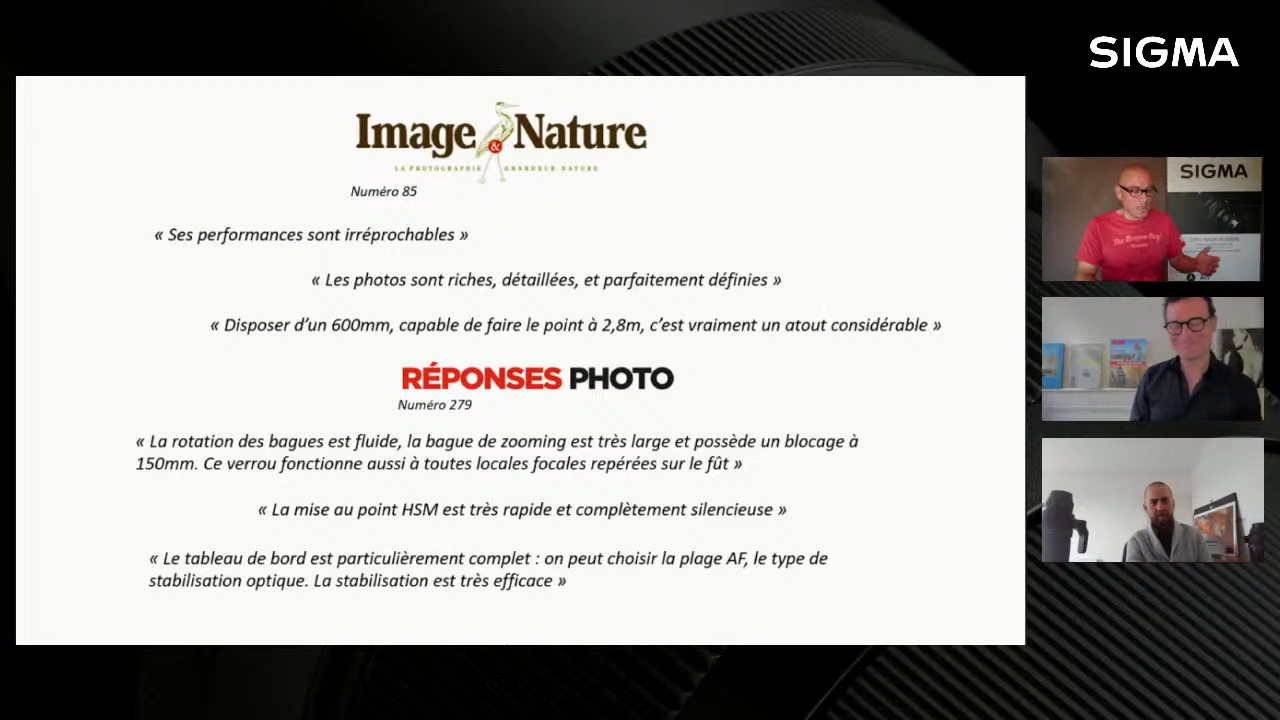 SIGMA
Image & Nature
LA PHOTOGRAPHIE GRANDEUR NATURE
Numéro 85
« Ses performances sont irréprochables »
« Les photos sont riches, détaillées, et parfaitement définies »
« Disposer d'un 600mm, capable de faire le point à 2,8m, c'est vraiment un atout considérable »
RÉPONSES PHOTO
Numéro 279
« La rotation des bagues est fluide, la bague de zooming est très large et possède un blocage à
150mm. Ce verrou fonctionne aussi à toutes locales focales repérées sur le fût »
« La mise au point HSM est très rapide et complètement silencieuse »
« Le tableau de bord est particulièrement complet : on peut choisir la plage AF, le type de
stabilisation optique. La stabilisation est très efficace »
SIGMA